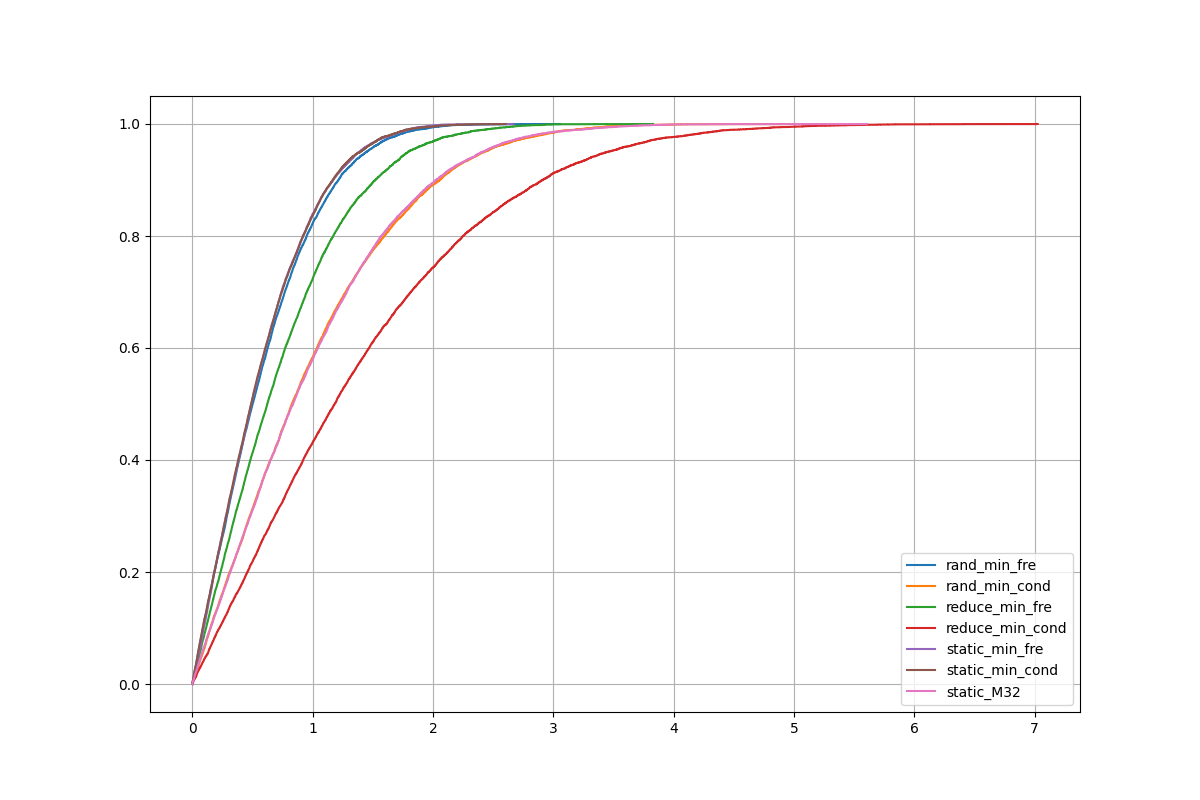 1.0
0.8
0.6
0.4
0.2
0.0
0 1 2 3 4 5 6 7
rand_min_fre
rand_min_cond
reduce_min_fre
reduce_min_cond
static_min_fre
static_min_cond
static_M32